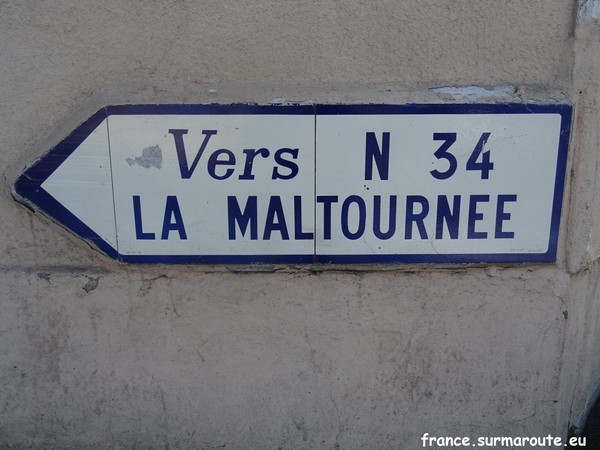 Vers N 34
LA MALTOURNEE
france.surmaroute.eu